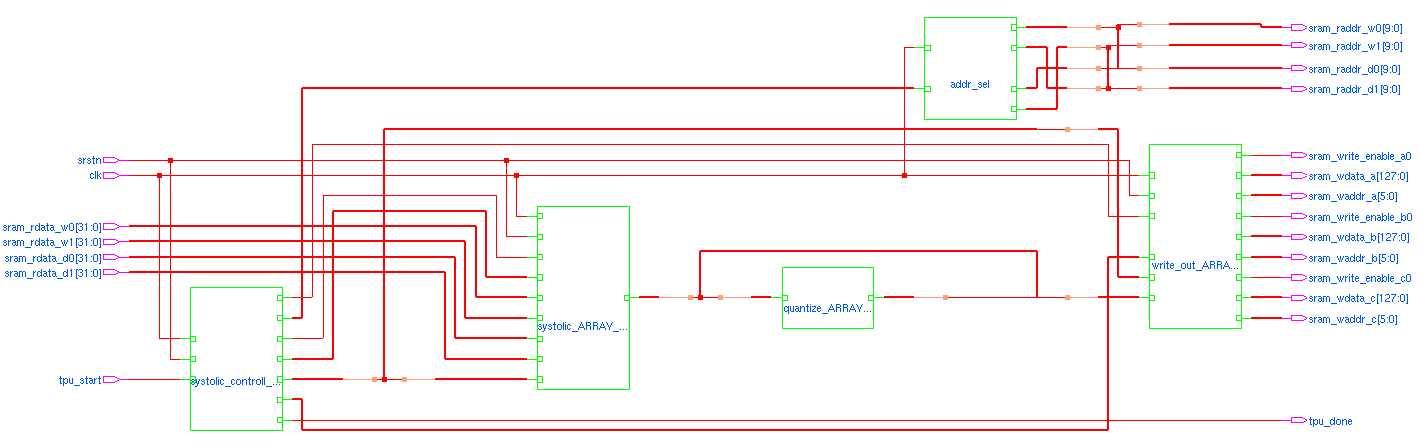 sram_raddr_w0[9:0]
sram_raddr_w1[9:0]
sram_raddr_d0[9:0]
addr_sel
sram_raddr_d1[9:0]
srstn
sram_write_enable_a0
clk
sram_wdata_a[127:0]
sram_waddr_a[5:0]
sram_write_enable_b0
sram_rdata_w0[31:0]
sram_rdata_w1[31:0]
sram_wdata_b[127:0]
sram_rdata_d0[31:0]
sram_waddr_b[5:0]
write_out_ARRA...
sram_rdata_d1[31:0]
sram_write_enable_c0
sram_wdata_c[127:0]
quantize_ARRAY...
sram_waddr_c[5:0]
systolic_ARRAY_...
tpu_start
systolic_controll_...
tpu_done